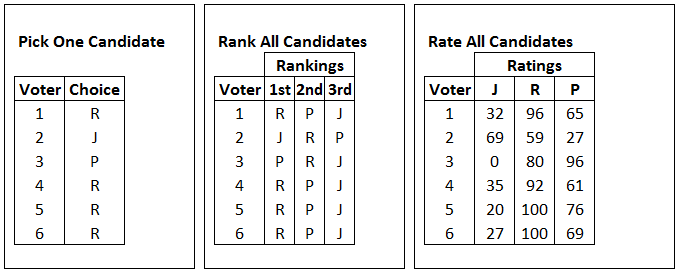 Pick One Candidate
Voter Choice
1 R
2 J
3 P
4 R
5 R
6 R
Rank All Candidates
Rankings
Voter 1st 2nd 3rd
1 R P J
2 J R P
3 P R J
4 R P J
5 R P J
6 R P J
Rate All Candidates
Ratings
Voter J R P
1 32 96 65
2 69 59 27
3 0 80 96
4 35 92 61
5 20 100 76
6 27 100 69